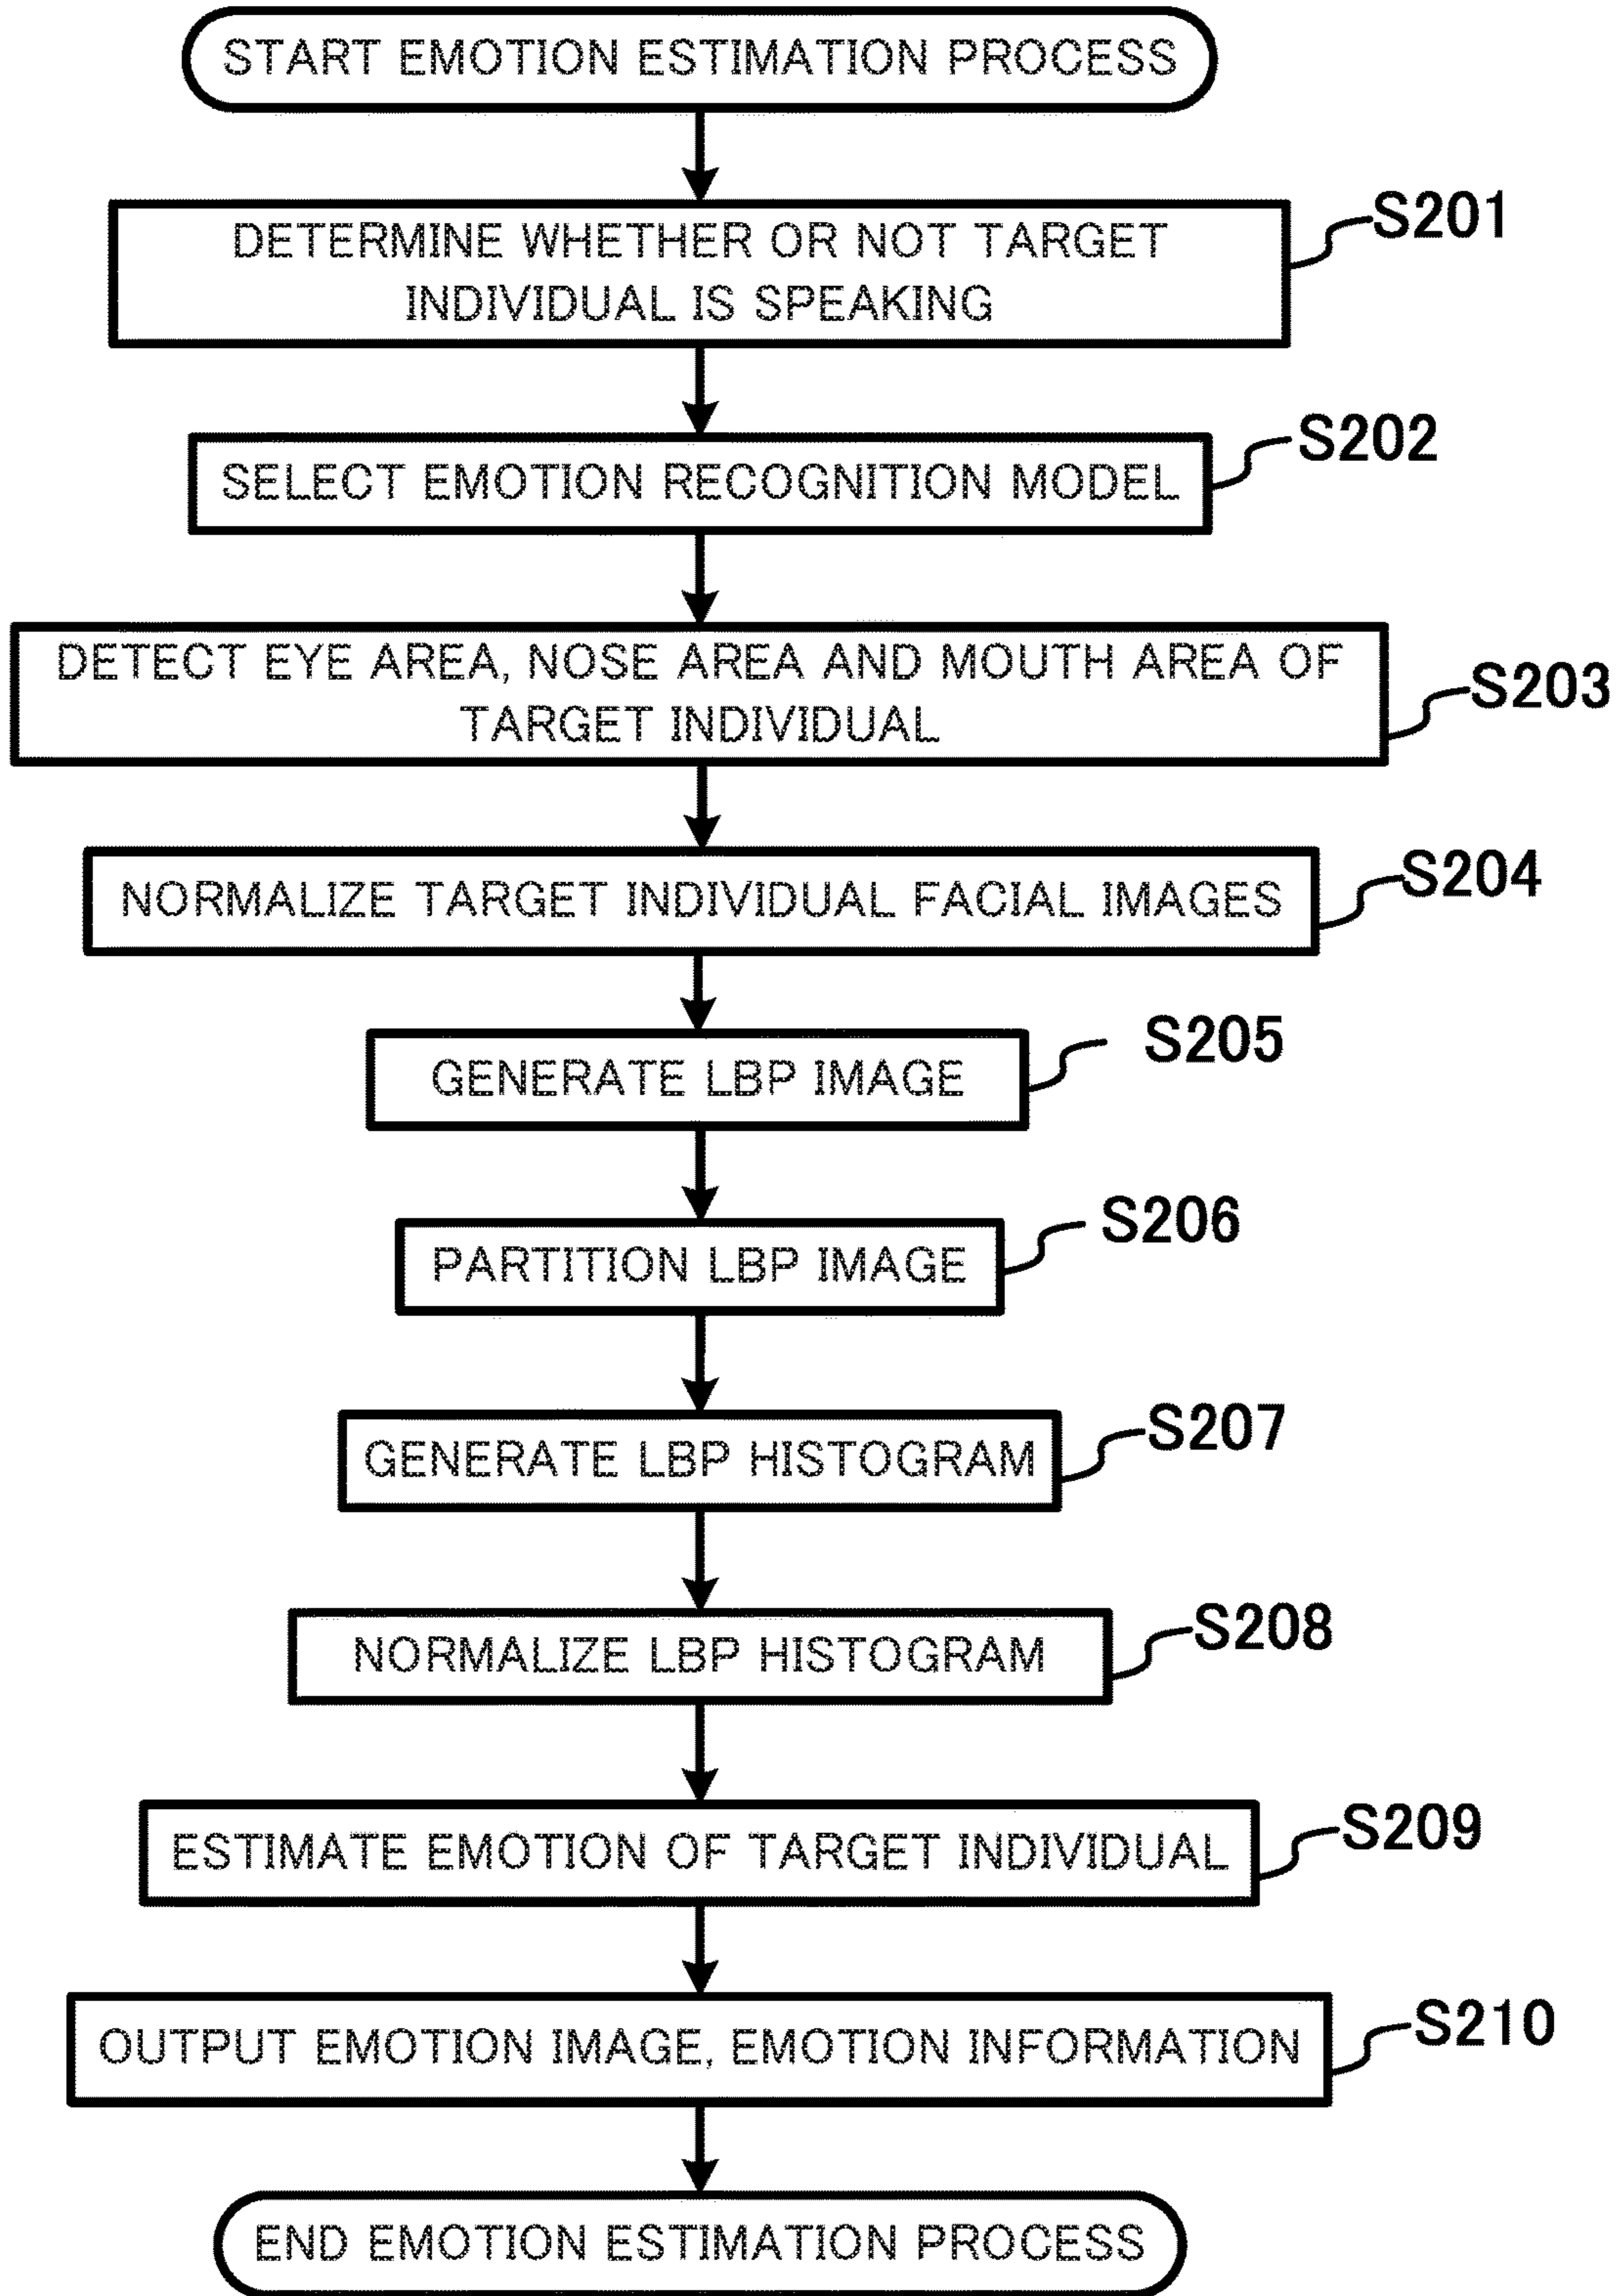 START EMOTION ESTIMATION PROCESS
DETERMINE WHETHER OR NOT TARGET
INDIVIDUAL IS SPEAKING
S201
SELECT EMOTION RECOGNITION MODEL
S202
DETECT EYE AREA, NOSE AREA AND MOUTH AREA OF
TARGET INDIVIDUAL
S203
NORMALIZE TARGET INDIVIDUAL FACIAL IMAGES
S204
GENERATE LBP IMAGE
S205
PARTITION LBP IMAGE
S206
GENERATE LBP HISTOGRAM
S207
NORMALIZE LBP HISTOGRAM
S208
ESTIMATE EMOTION OF TARGET INDIVIDUAL
S209
OUTPUT EMOTION IMAGE, EMOTION INFORMATION
S210
END EMOTION ESTIMATION PROCESS